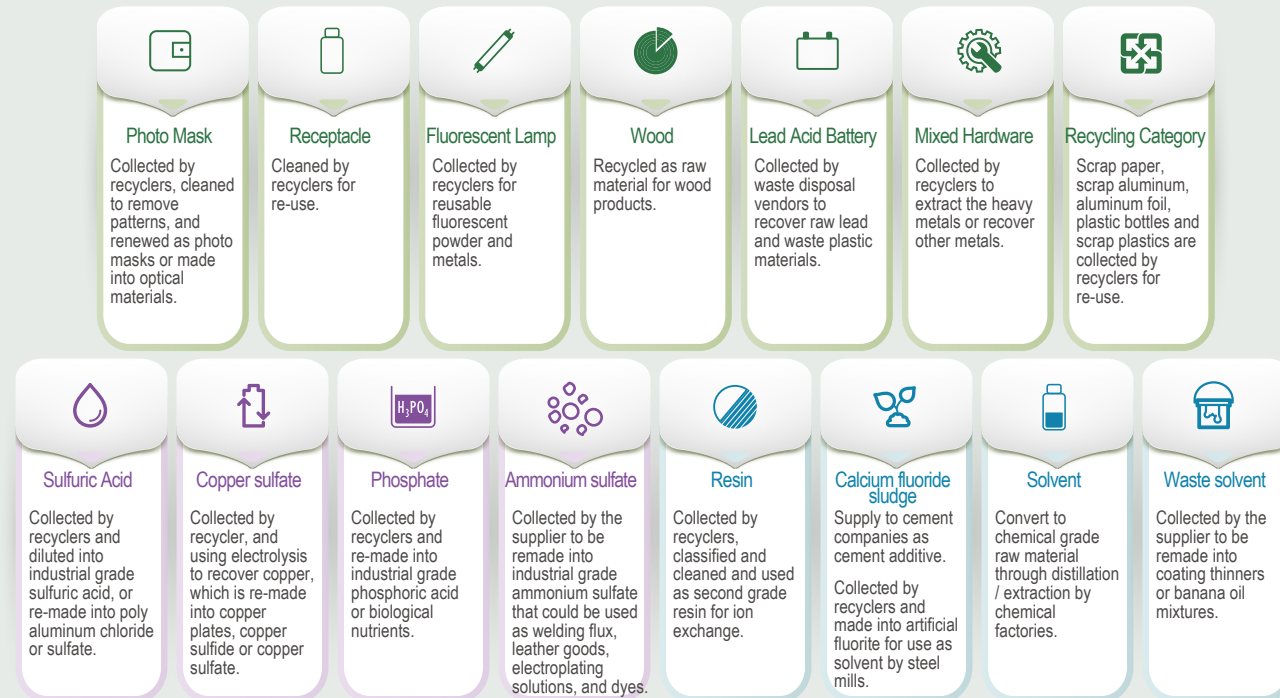 Photo Mask
Collected by
recyclers, cleaned
to remove
patterns, and
renewed as photo
masks or made
into optical
materials.
Receptacle
Cleaned by
recyclers for
re-use.
Fluorescent Lamp
Collected by
recyclers for
reusable
fluorescent
powder and
metals.
Wood
Recycled as raw
material for wood
products.
Lead Acid Battery
Collected by
waste disposal
vendors to
recover raw lead
and waste plastic
materials.
Mixed Hardware
Collected by
recyclers to
extract the heavy
metals or recover
other metals.
Recycling Category
Scrap paper,
scrap aluminum,
aluminum foil,
plastic bottles and
scrap plastics are
collected by
recyclers for
re-use.
Sulfuric Acid
Collected by
recyclers and
diluted into
industrial grade
sulfuric acid, or
re-made into poly
aluminum chloride
or sulfate.
Copper sulfate
Collected by
recycler, and
using electrolysis
to recover copper,
which is re-made
into copper
plates, copper
sulfide or copper
sulfate.
H₃PO₄
Phosphate
Collected by
recyclers and
re-made into
industrial grade
phosphoric acid
or biological
nutrients.
Ammonium sulfate
Collected by the
supplier to be
remade into
industrial grade
ammonium sulfate
that could be used
as welding flux,
leather goods,
electroplating
solutions, and dyes.
Resin
Collected by
recyclers,
classified and
cleaned and used
as second grade
resin for ion
exchange.
Calcium fluoride
sludge
Supply to cement
companies as
cement additive.
Collected by
recyclers and
made into artificial
fluorite for use as
solvent by steel
mills.
Solvent
Convert to
chemical grade
raw material
through distillation
/ extraction by
chemical
factories.
Waste solvent
Collected by the
supplier to be
remade into
coating thinners
or banana oil
mixtures.